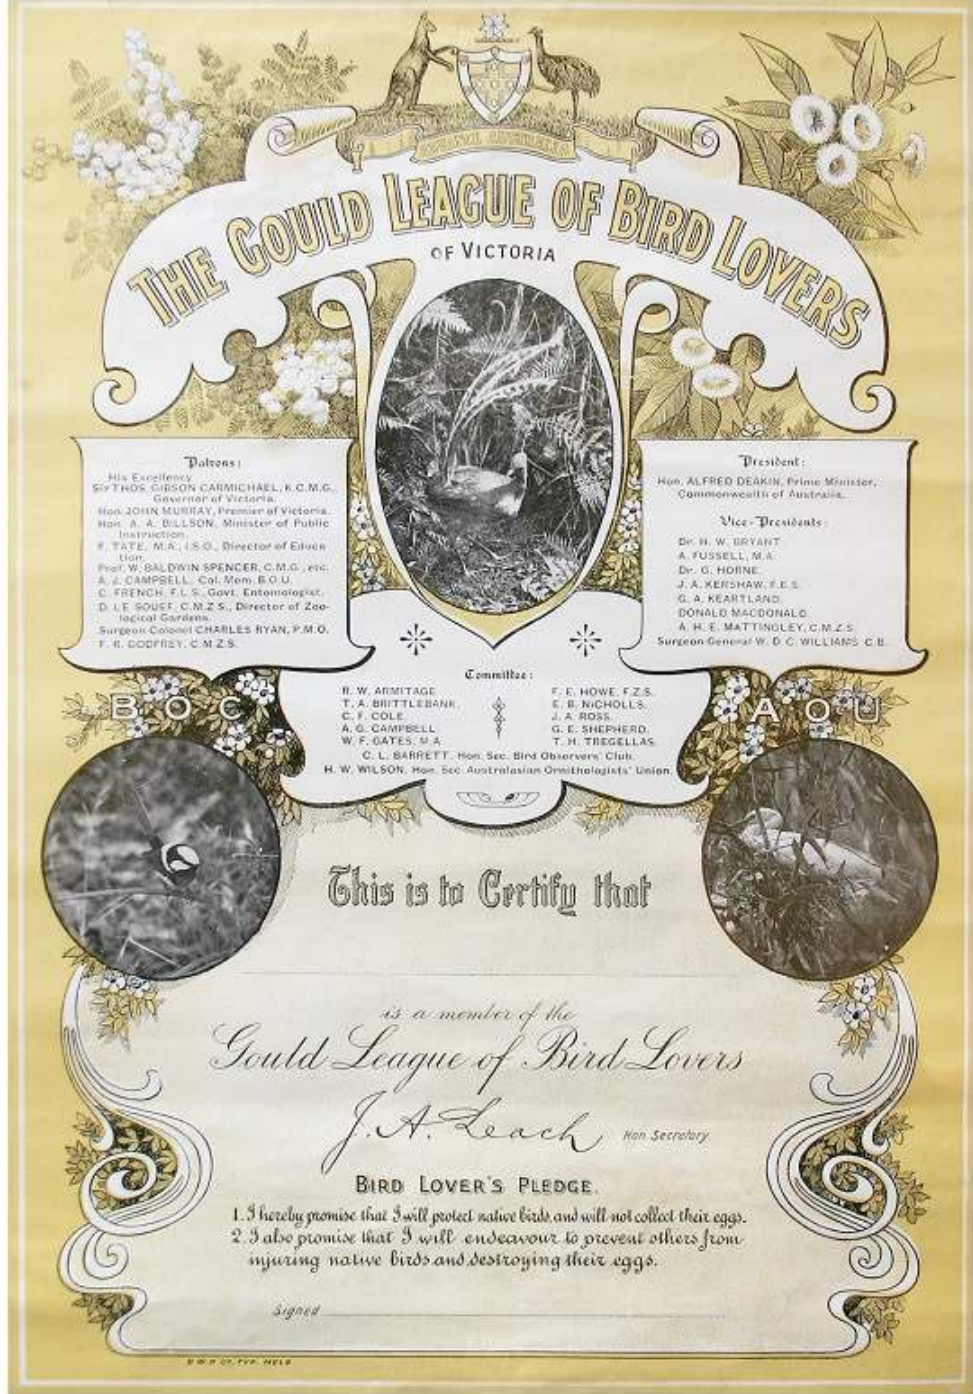 THE GOULD LEAGUE OF BIRD LOVERS
OF VICTORIA
Patrons:
His Excellency
Sir THOS. GIBSON CARMICHAEL, K.C.M.G.,
Governor of Victoria.
Hon. JOHN MURRAY, Premier of Victoria.
Hon. A. A. BILLSON, Minister of Public
Instruction.
F. TATE, M.A., I.S.O., Director of Educa
tion.
Prof. W. BALDWIN SPENCER, C.M.G., etc.
A. J. CAMPBELL, Col. Mem. B.O.U.
C. FRENCH, F.L.S., Govt. Entomologist.
D. LE SOUEF, C.M.Z.S., Director of Zoo-
logical Gardens.
Surgeon-Colonel CHARLES RYAN, P.M.O.
F. R. GODFREY, C.M.Z.S.
President:
Hon. ALFRED DEAKIN, Prime Minister,
Commonwealth of Australia.
Vice-Presidents:
Dr. H. W. BRYANT
A. FUSSELL, M.A.
Dr. G. HORNE.
J. A. KERSHAW, F.E.S.
G. A. KEARTLAND.
DONALD MACDONALD.
A. H. E. MATTINGLEY, C.M.Z.S.
Surgeon-General W. D. C. WILLIAMS C.B.
Committee:
R. W. ARMITAGE
T. A. BRITTLEBANK.
C. F. COLE.
A. G. CAMPBELL
W. F. GATES, M.A.
F. E. HOWE, F.Z.S.
E. B. NICHOLLS.
J. A. ROSS.
G. E. SHEPHERD.
T. H. TREGELLAS.
C. L. BARRETT, Hon. Sec. Bird Observers' Club.
H. W. WILSON, Hon. Sec. Australasian Ornithologists' Union.
BOC
AOU
This is to Certify that
is a member of the
Gould League of Bird Lovers
J. A. Leach Hon Secretary
BIRD LOVER'S PLEDGE.
1. I hereby promise that I will protect native birds, and will not collect their eggs.
2. I also promise that I will endeavour to prevent others from
injuring native birds and destroying their eggs.
Signed